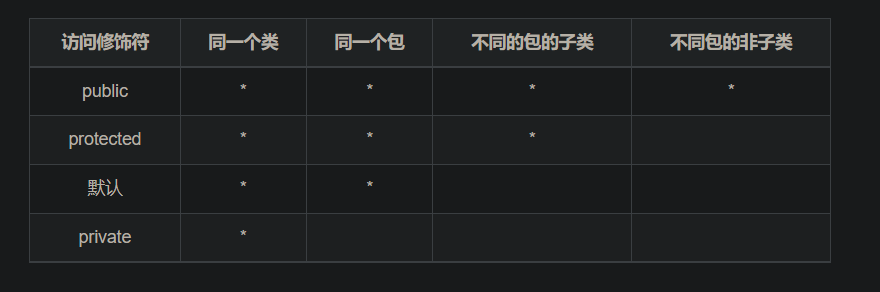 访问修饰符 同一个类 同一个包 不同的包的子类 不同包的非子类
public * * * *
protected * * *
默认 * *
private *